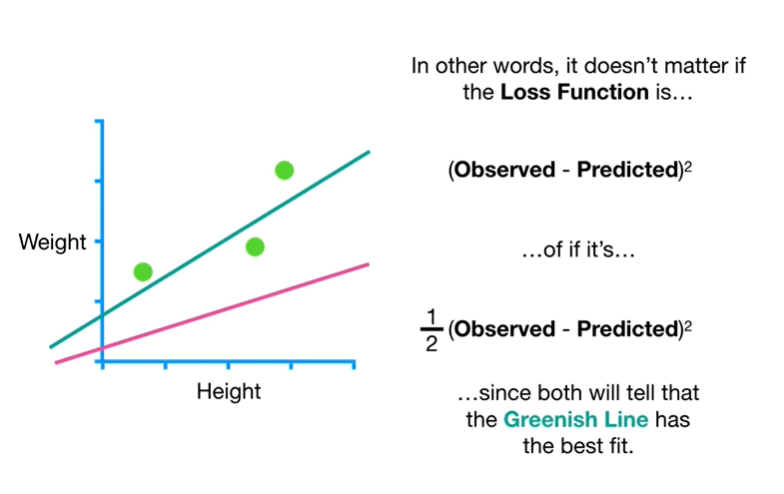 In other words, it doesn't matter if
the Loss Function is…
(Observed - Predicted)²
Weight
…of if it's…
1
2
(Observed - Predicted)²
Height
…since both will tell that
the Greenish Line has
the best fit.